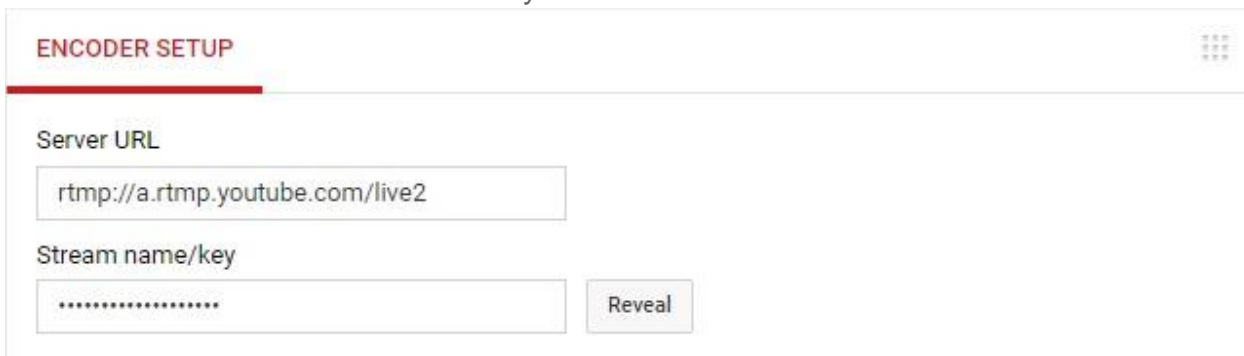 ENCODER SETUP
Server URL
rtmp://a.rtmp.youtube.com/live2
Stream name/key
•••••••••••••••••••
Reveal